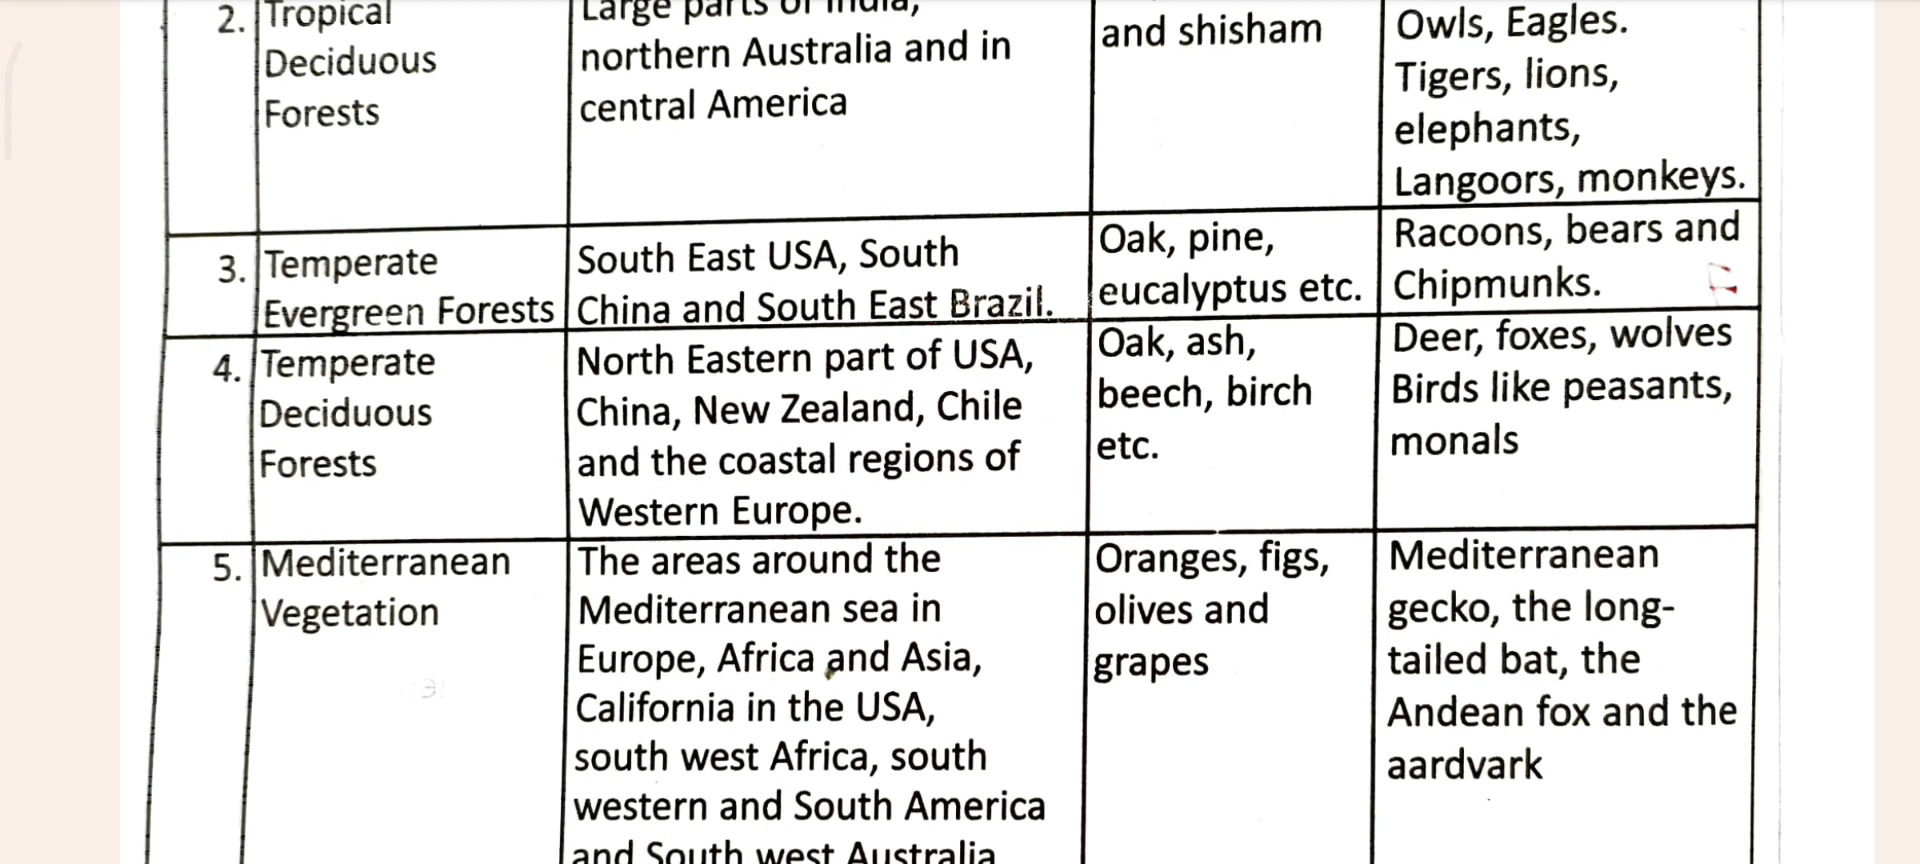 2. Tropical
Deciduous
Forests
Large parts of India,
northern Australia and in
central America
and shisham
Owls, Eagles.
Tigers, lions,
elephants,
Langoors, monkeys.
3. Temperate
Evergreen Forests
South East USA, South
China and South East Brazil.
Oak, pine,
eucalyptus etc.
Racoons, bears and
Chipmunks.
4. Temperate
Deciduous
Forests
North Eastern part of USA,
China, New Zealand, Chile
and the coastal regions of
Western Europe.
Oak, ash,
beech, birch
etc.
Deer, foxes, wolves
Birds like peasants,
monals
5. Mediterranean
Vegetation
The areas around the
Mediterranean sea in
Europe, Africa and Asia,
California in the USA,
south west Africa, south
western and South America
and South west Australia
Oranges, figs,
olives and
grapes
Mediterranean
gecko, the long-
tailed bat, the
Andean fox and the
aardvark